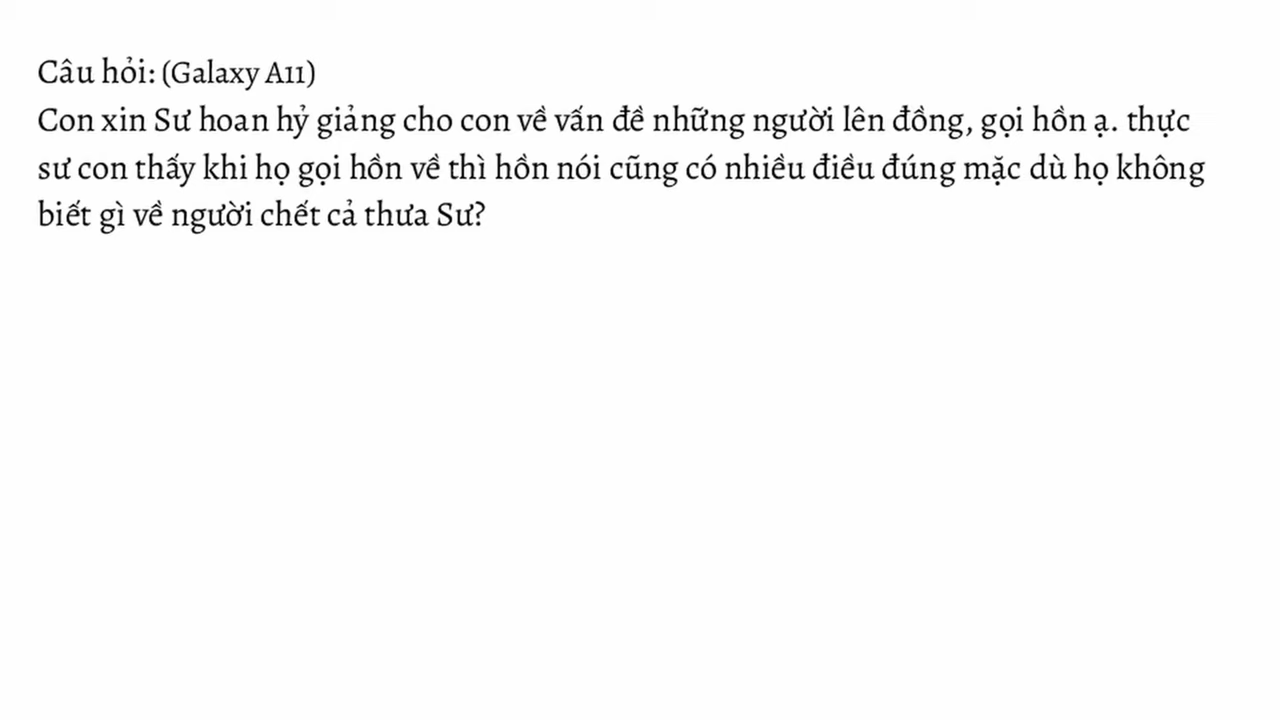 Câu hỏi: (Galaxy A11)
Con xin Sư hoan hỷ giảng cho con về vấn đề những người lên đồng, gọi hồn ạ. thực
sư con thấy khi họ gọi hồn về thì hồn nói cũng có nhiều điều đúng mặc dù họ không
biết gì về người chết cả thưa Sư?